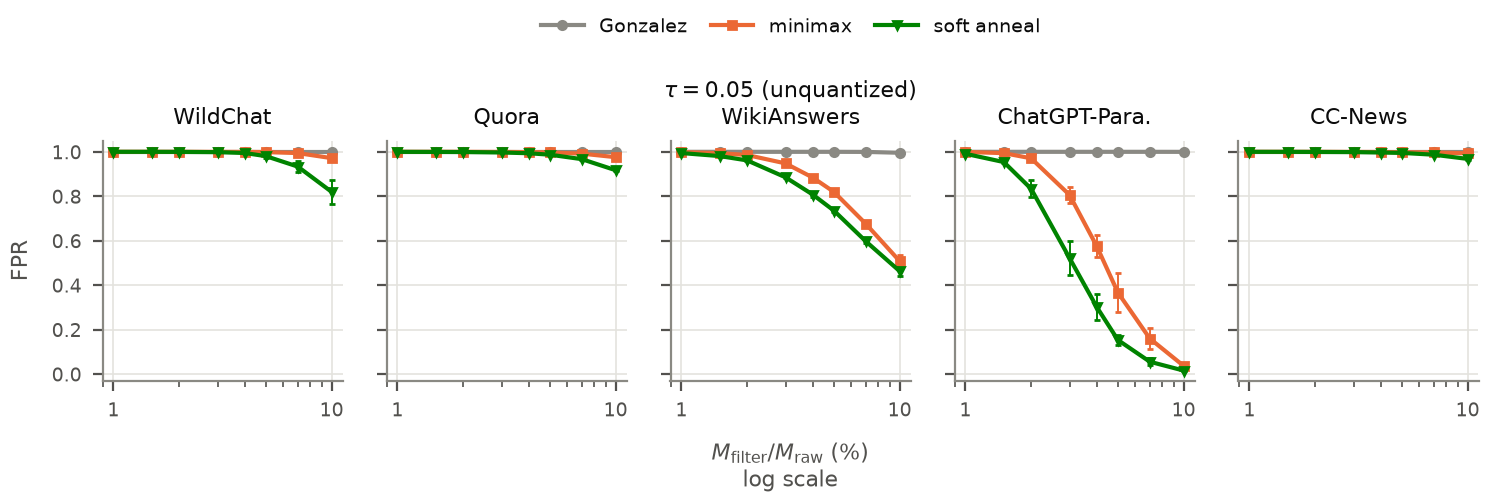 Gonzalez minimax soft anneal
τ = 0.05 (unquantized)
WildChat Quora WikiAnswers ChatGPT-Para. CC-News
FPR
1.0
0.8
0.6
0.4
0.2
0.0
1 10 1 10 1 10 1 10 1 10
M_filter/M_raw (%)
log scale